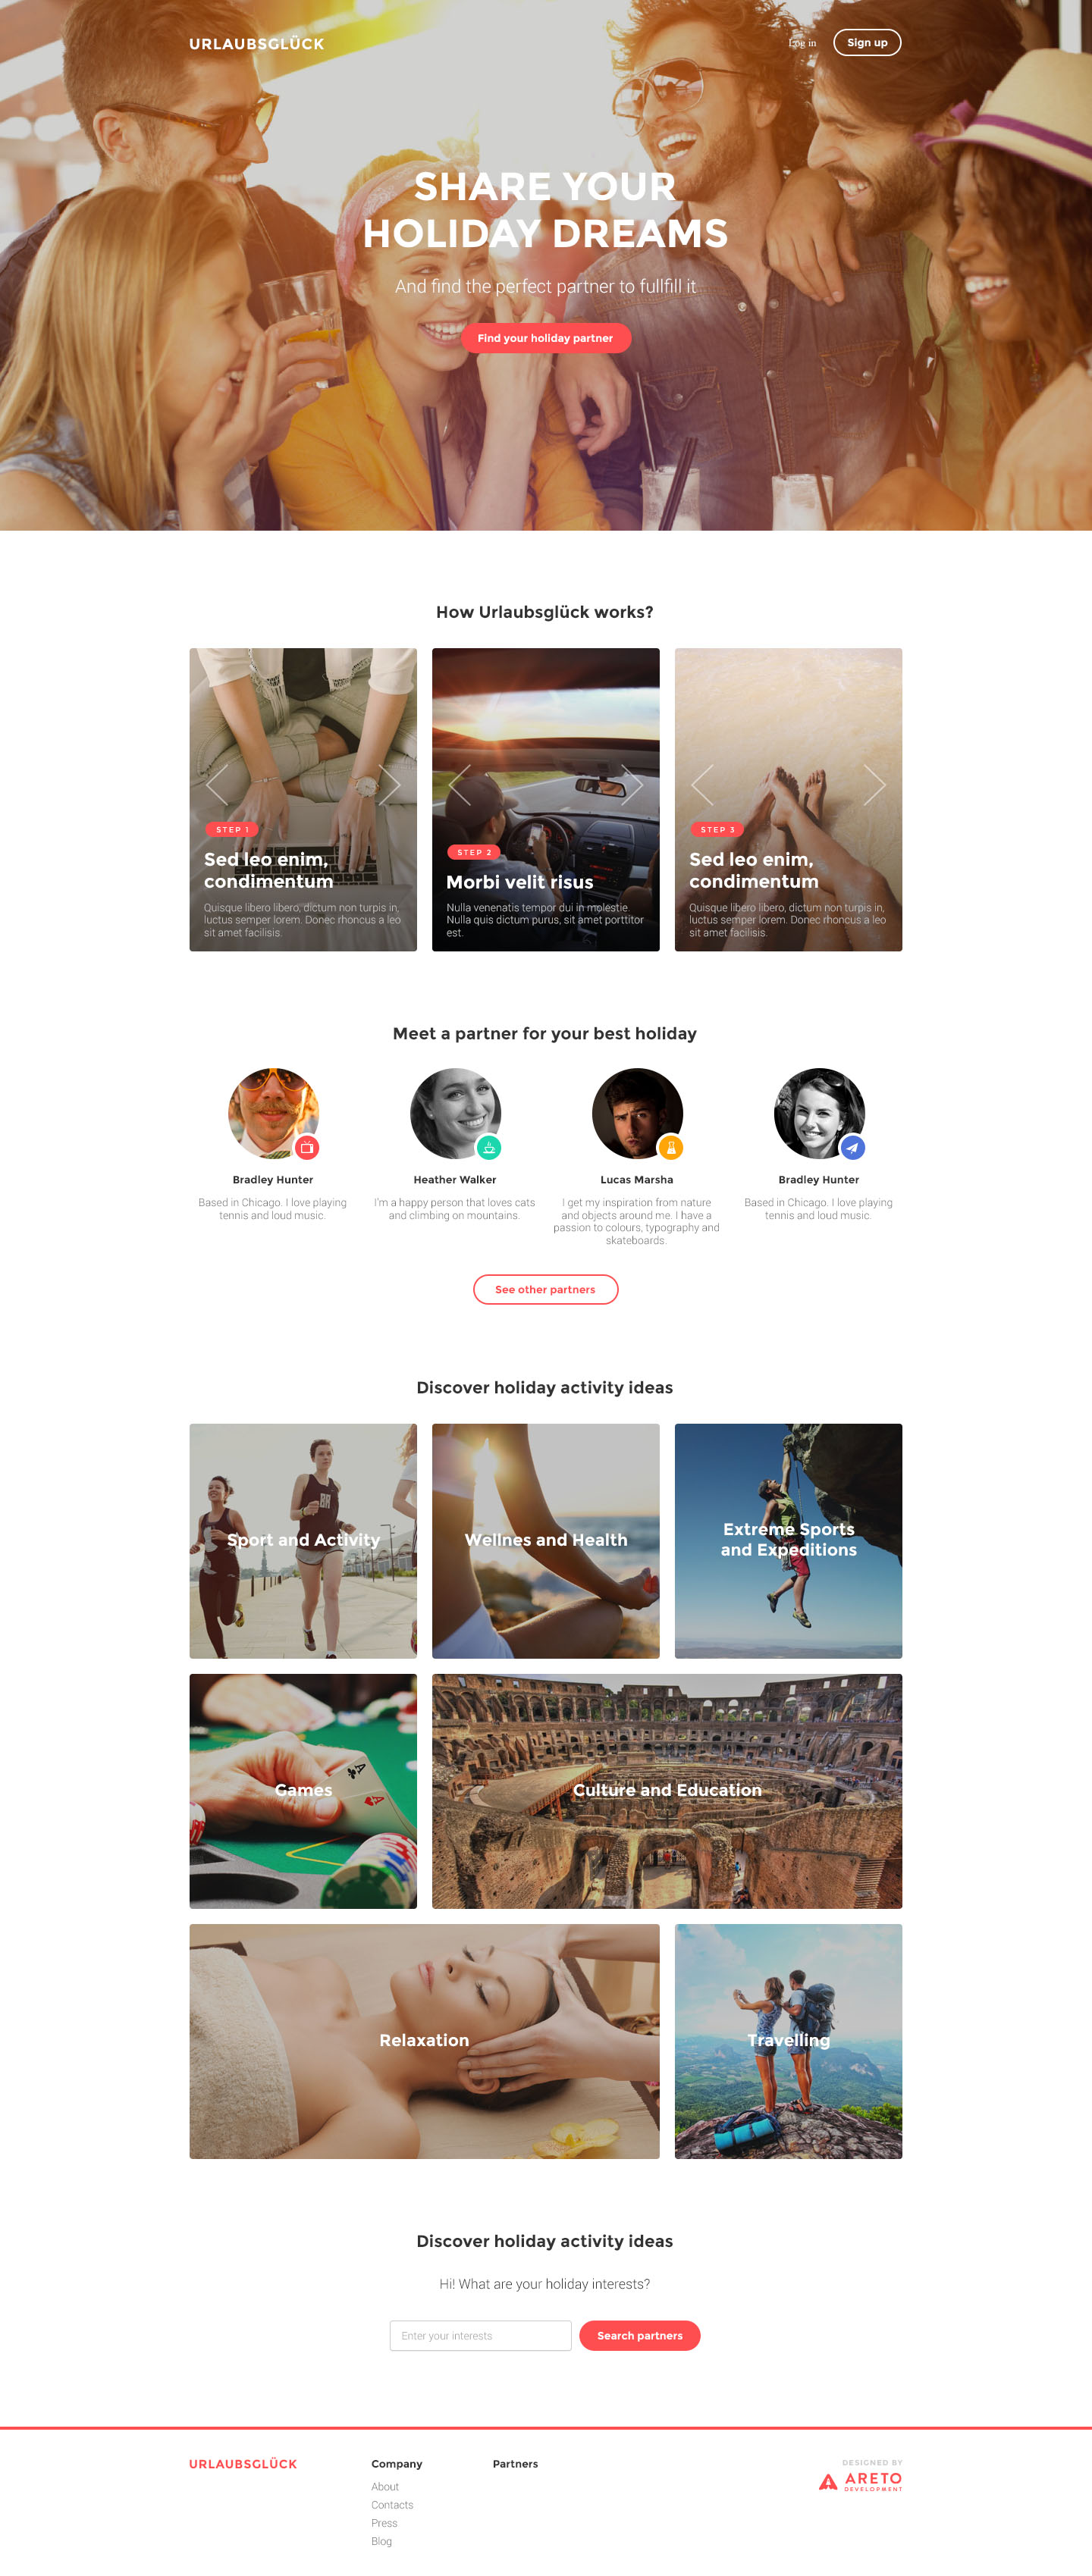 URLAUBSGLÜCK
Log in
Sign up
SHARE YOUR
HOLIDAY DREAMS
And find the perfect partner to fullfill it
Find your holiday partner
How Urlaubsglück works?
STEP 1
Sed leo enim,
condimentum
Quisque libero libero, dictum non turpis in,
luctus semper lorem. Donec rhoncus a leo
sit amet facilisis.
STEP 2
Morbi velit risus
Nulla venenatis tempor dui in molestie.
Nulla quis dictum purus, sit amet porttitor
est.
STEP 3
Sed leo enim,
condimentum
Quisque libero libero, dictum non turpis in,
luctus semper lorem. Donec rhoncus a leo
sit amet facilisis.
Meet a partner for your best holiday
Bradley Hunter
Based in Chicago. I love playing
tennis and loud music.
Heather Walker
I'm a happy person that loves cats
and climbing on mountains.
Lucas Marsha
I get my inspiration from nature
and objects around me. I have a
passion to colours, typography and
skateboards.
Bradley Hunter
Based in Chicago. I love playing
tennis and loud music.
See other partners
Discover holiday activity ideas
BR
Sport and Activity
Wellnes and Health
Extreme Sports
and Expeditions
A
A
Games
Culture and Education
Relaxation
Travelling
Discover holiday activity ideas
Hi! What are your holiday interests?
Enter your interests
Search partners
URLAUBSGLÜCK
Company
About
Contacts
Press
Blog
Partners
DESIGNED BY
ARETO
DEVELOPMENT